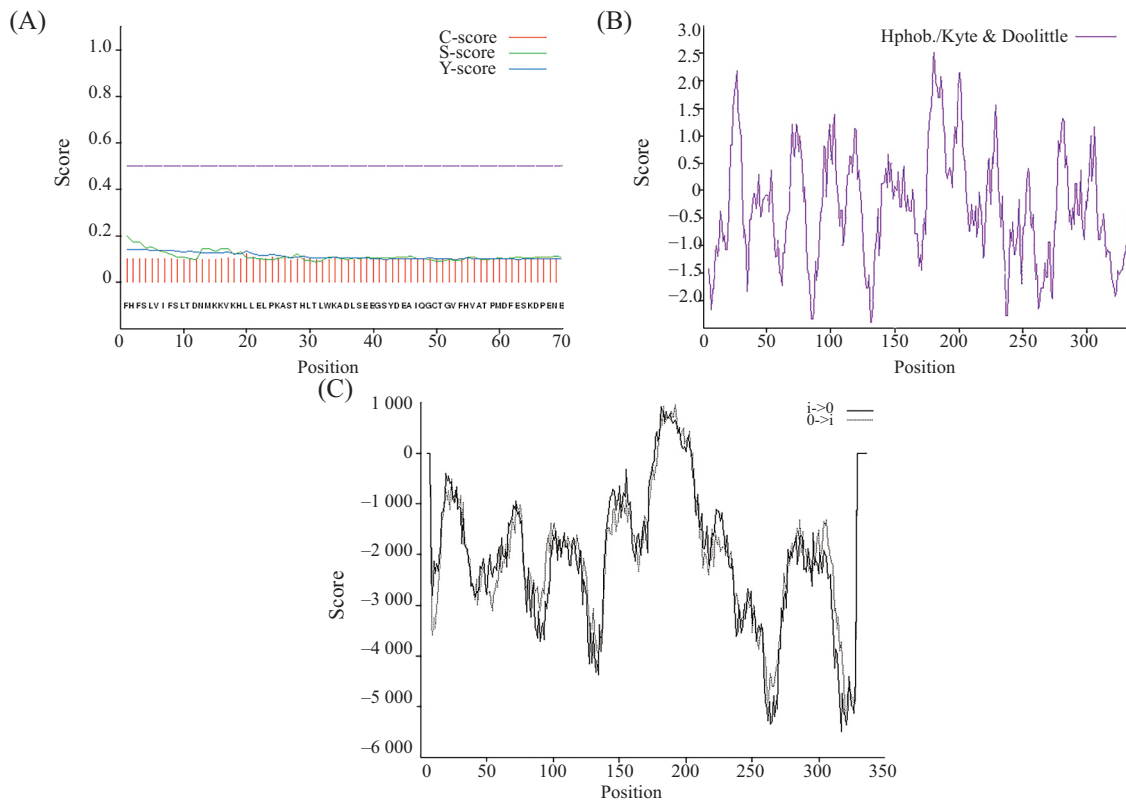 (A)
C-score
S-score
Y-score
1.0
0.8
0.6
0.4
0.2
0
Score
FHFSLVIFSLTDNMKKVKHLLELPKASTHLTLWKADLSEEGSYDEAIQGCTGVFHVATPMDFESKDPENE
0 10 20 30 40 50 60 70
Position
(B)
Hphob./Kyte & Doolittle
3.0
2.5
2.0
1.5
1.0
0.5
0
−0.5
−1.0
−1.5
−2.0
Score
0 50 100 150 200 250 300
Position
(C)
i->0
0->i
1 000
0
−1 000
−2 000
−3 000
−4 000
−5 000
−6 000
Score
0 50 100 150 200 250 300 350
Position